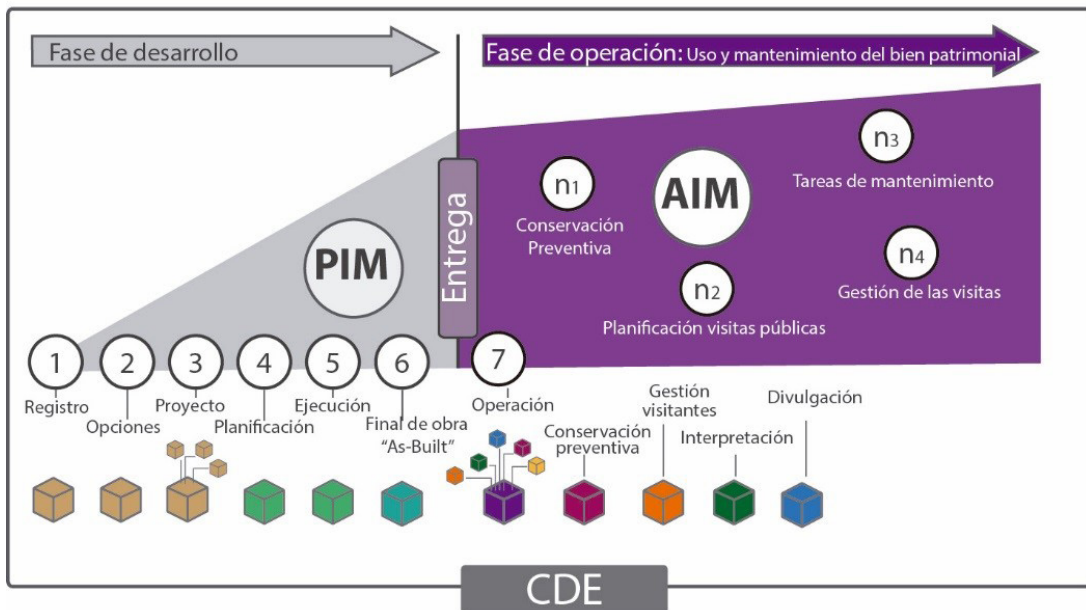 Fase de desarrollo
Fase de operación: Uso y mantenimiento del bien patrimonial
n3
Tareas de mantenimiento
n1
Conservación
Preventiva
AIM
PIM
Entrega
n4
Gestión de las visitas
n2
Planificación visitas públicas
1
2
3
4
5
6
7
Registro
Opciones
Proyecto
Planificación
Ejecución
Final de obra
“As-Built”
Operación
Conservación
preventiva
Gestión
visitantes
Interpretación
Divulgación
CDE